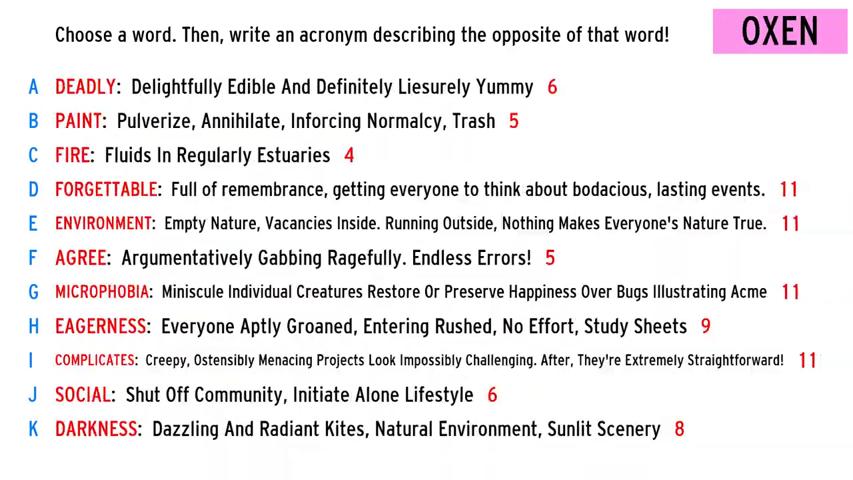 Choose a word. Then, write an acronym describing the opposite of that word!
OXEN
A DEADLY: Delightfully Edible And Definitely Liesurely Yummy 6
B PAINT: Pulverize, Annihilate, Inforcing Normalcy, Trash 5
C FIRE: Fluids In Regularly Estuaries 4
D FORGETTABLE: Full of remembrance, getting everyone to think about bodacious, lasting events. 11
E ENVIRONMENT: Empty Nature, Vacancies Inside. Running Outside, Nothing Makes Everyone's Nature True. 11
F AGREE: Argumentatively Gabbing Ragefully. Endless Errors! 5
G MICROPHOBIA: Miniscule Individual Creatures Restore Or Preserve Happiness Over Bugs Illustrating Acme 11
H EAGERNESS: Everyone Aptly Groaned, Entering Rushed, No Effort, Study Sheets 9
I COMPLICATES: Creepy, Ostensibly Menacing Projects Look Impossibly Challenging. After, They're Extremely Straightforward! 11
J SOCIAL: Shut Off Community, Initiate Alone Lifestyle 6
K DARKNESS: Dazzling And Radiant Kites, Natural Environment, Sunlit Scenery 8